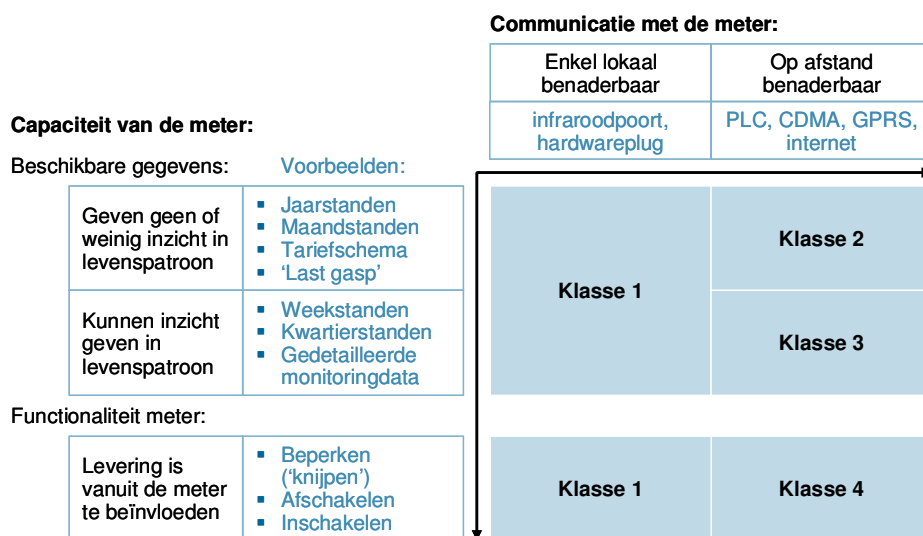 Communicatie met de meter:
Enkel lokaal
benaderbaar
Op afstand
benaderbaar
infraroodpoort,
hardwareplug
PLC, CDMA, GPRS,
internet
Capaciteit van de meter:
Beschikbare gegevens:
Voorbeelden:
Geven geen of
weinig inzicht in
levenspatroon
▪ Jaarstanden
▪ Maandstanden
▪ Tariefschema
▪ ‘Last gasp’
Klasse 1
Klasse 2
Kunnen inzicht
geven in
levenspatroon
▪ Weekstanden
▪ Kwartierstanden
▪ Gedetailleerde
monitoringdata
Klasse 3
Functionaliteit meter:
Levering is
vanuit de meter
te beïnvloeden
▪ Beperken
(‘knijpen’)
▪ Afschakelen
▪ Inschakelen
Klasse 1
Klasse 4